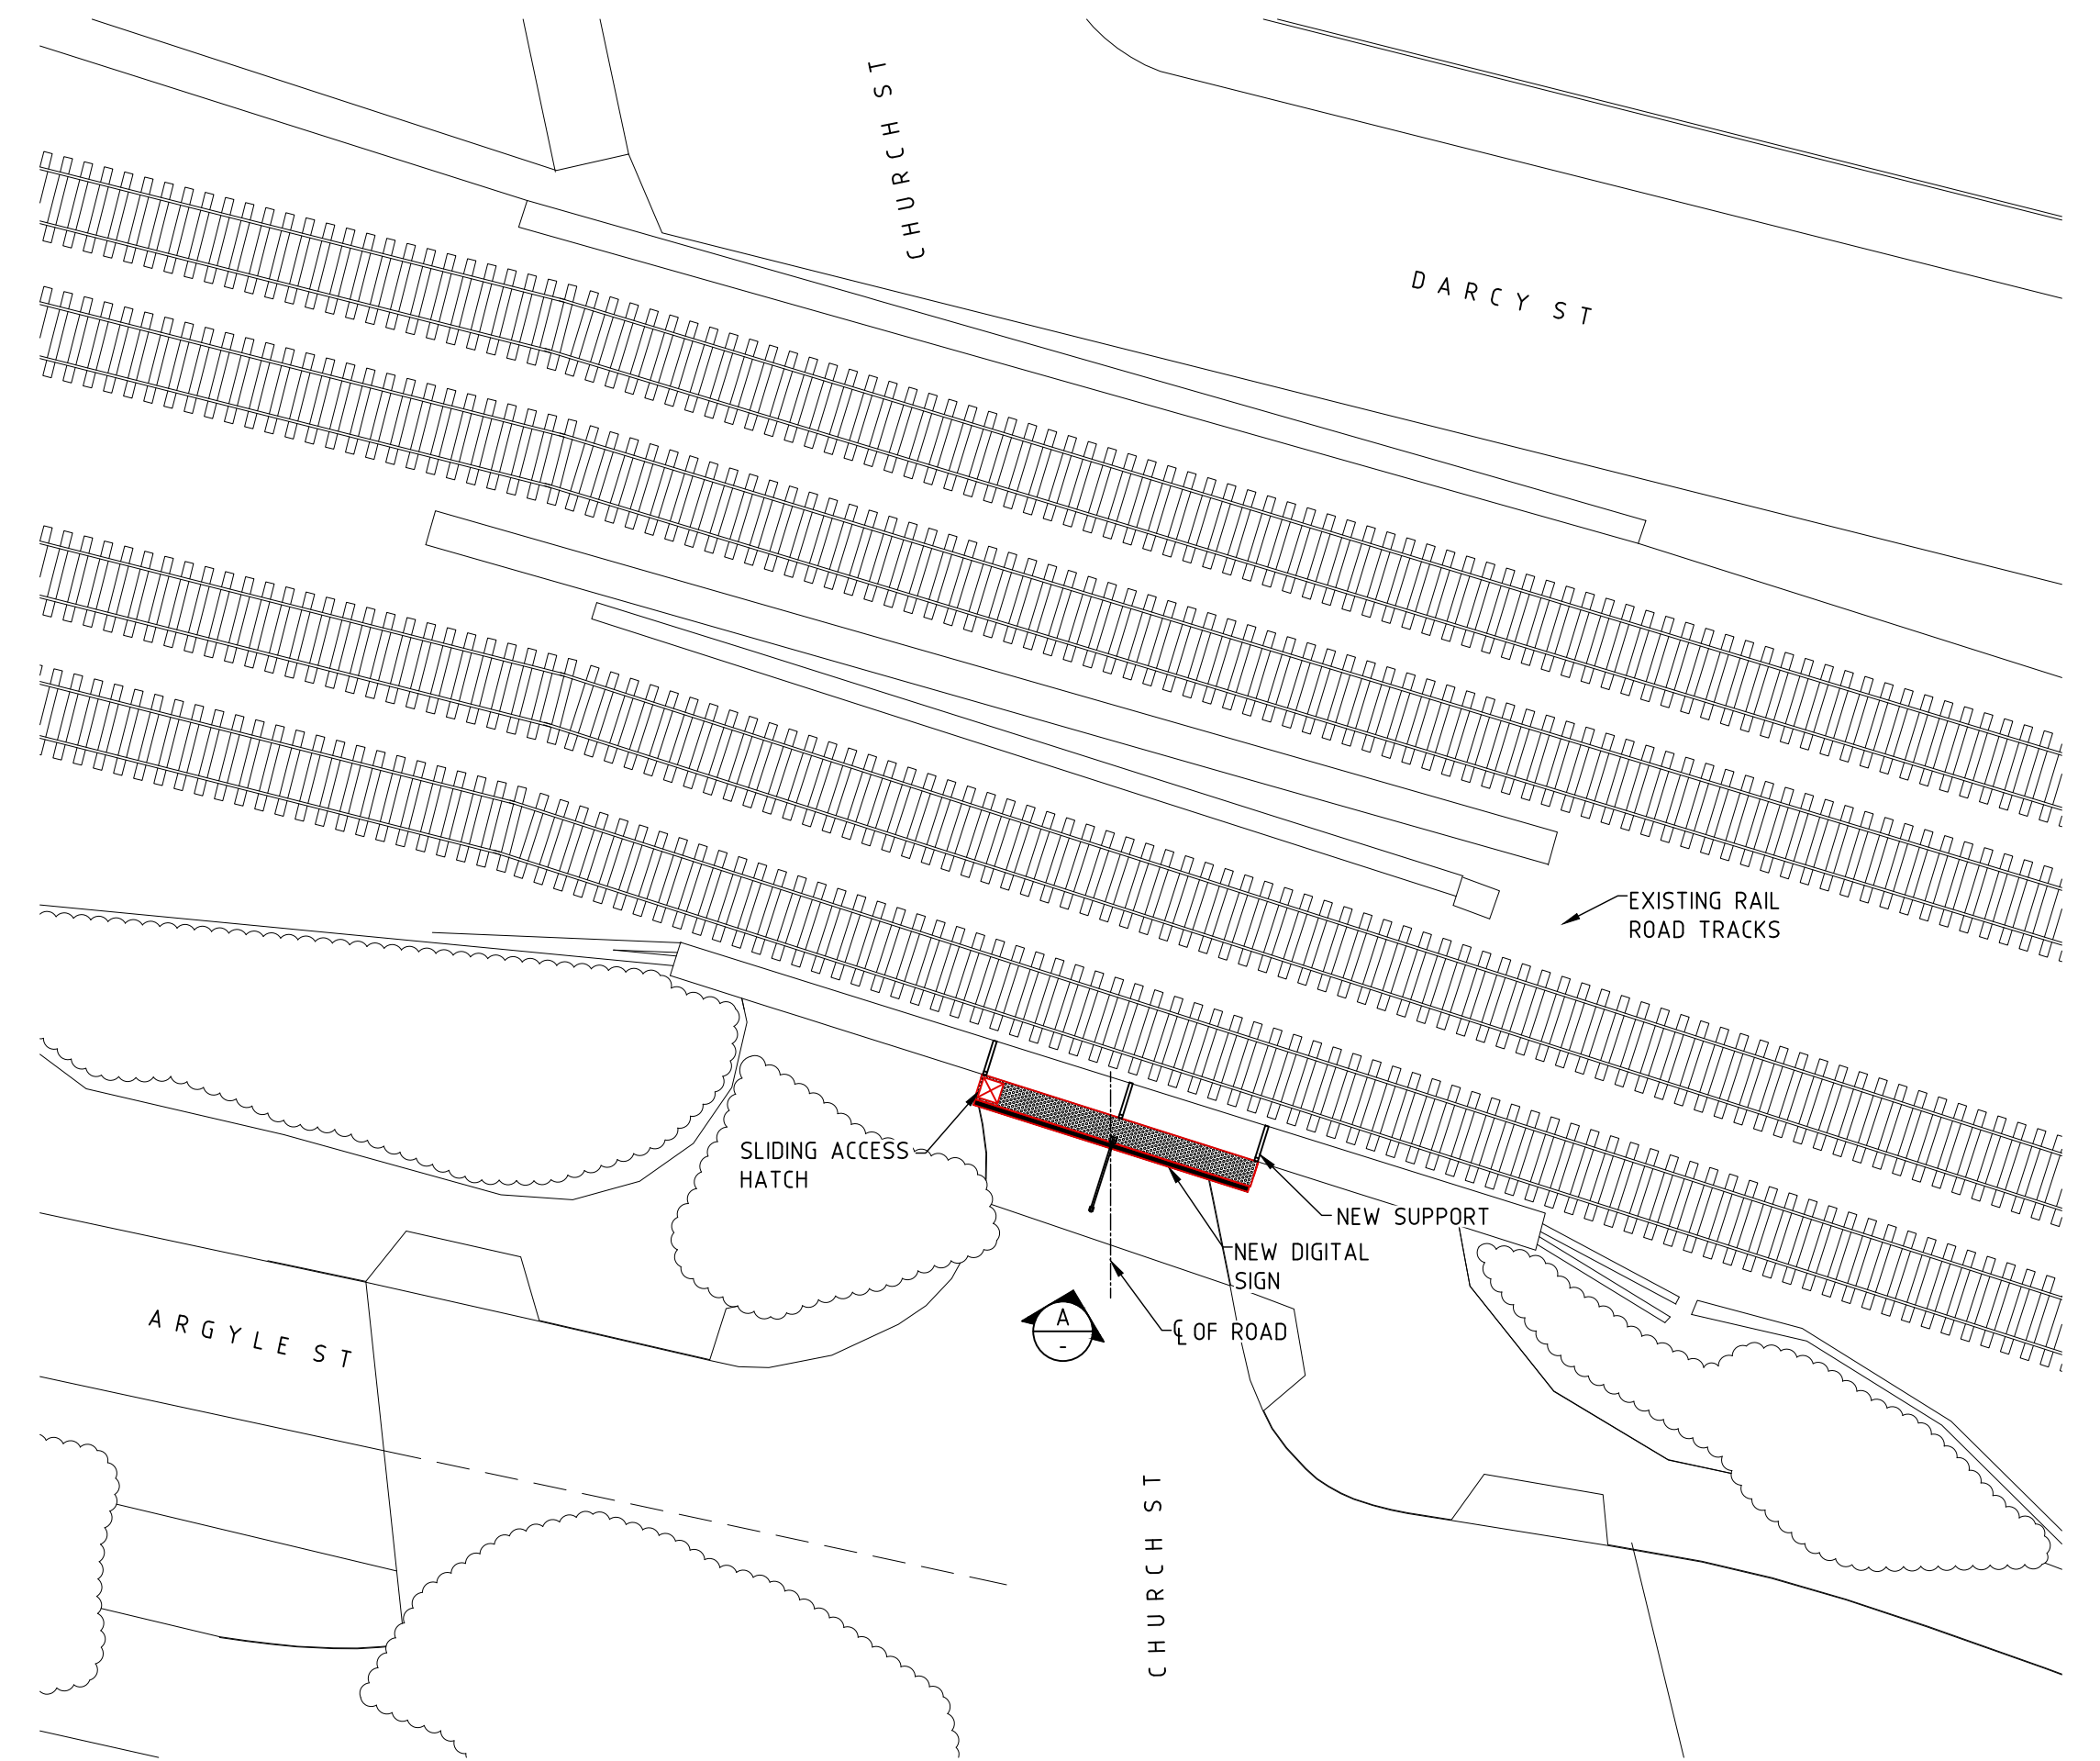 CHURCH ST
DARCY ST
EXISTING RAIL
ROAD TRACKS
SLIDING ACCESS
HATCH
NEW SUPPORT
NEW DIGITAL
SIGN
A
-
℄ OF ROAD
ARGYLE ST
CHURCH ST